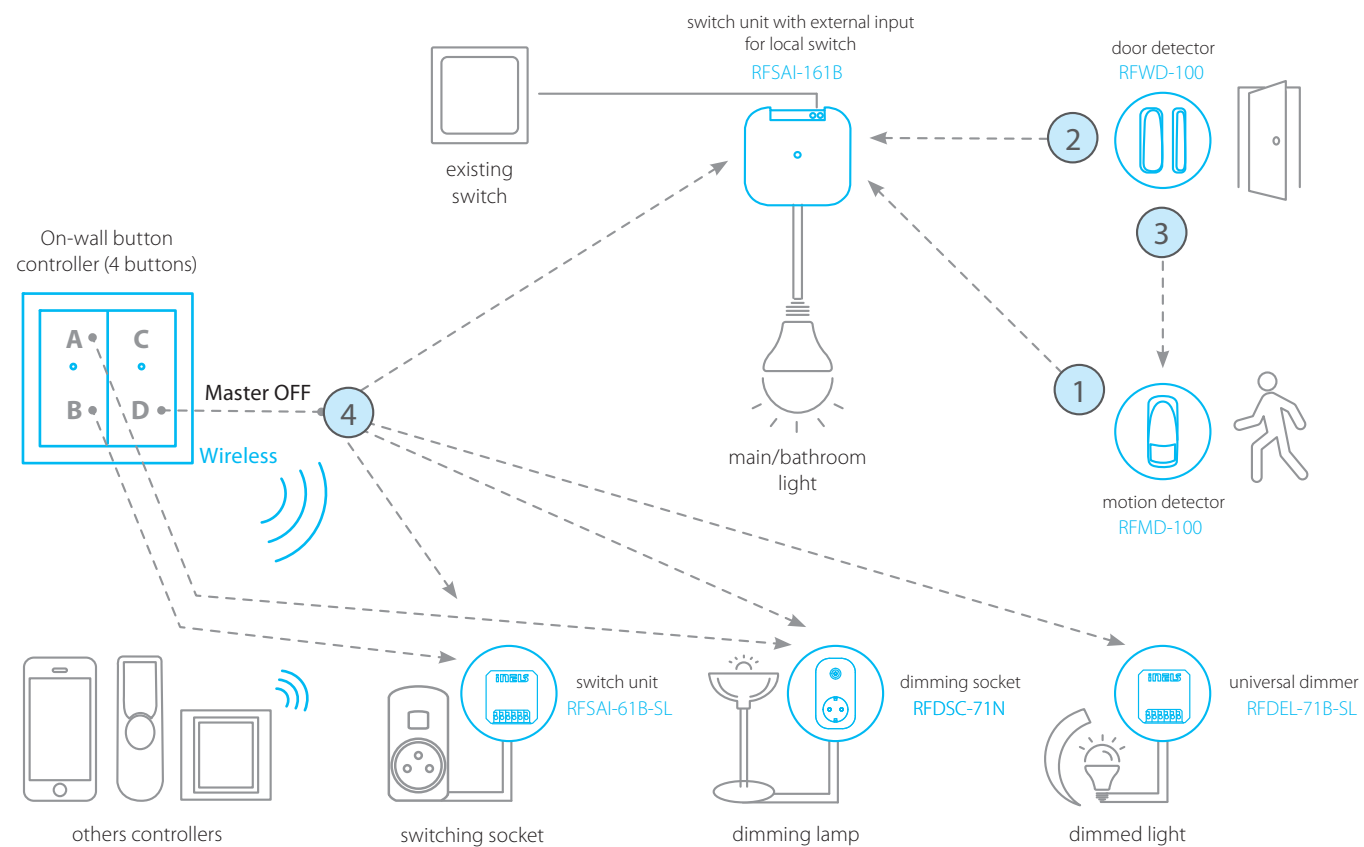 switch unit with external input
for local switch
RFSAI-161B
door detector
RFWD-100
2
existing
switch
3
On-wall button
controller (4 buttons)
A
C
B
D
Master OFF
4
1
Wireless
main/bathroom
light
motion detector
RFMD-100
iNELS
switch unit
RFSAI-61B-SL
dimming socket
RFDSC-71N
iNELS
universal dimmer
RFDEL-71B-SL
others controllers
switching socket
dimming lamp
dimmed light